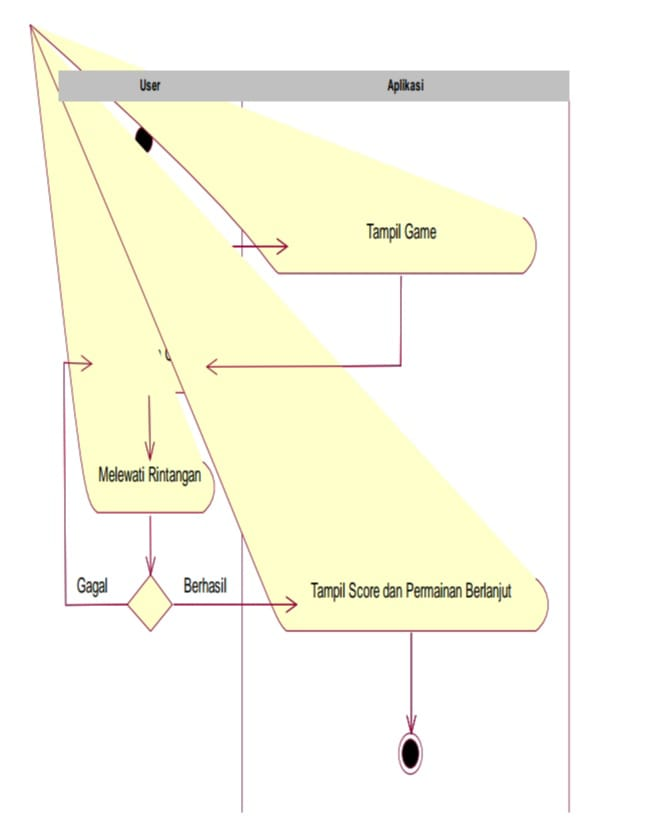 User
Aplikasi
Tampil Game
Melewati Rintangan
Gagal
Berhasil
Tampil Score dan Permainan Berlanjut